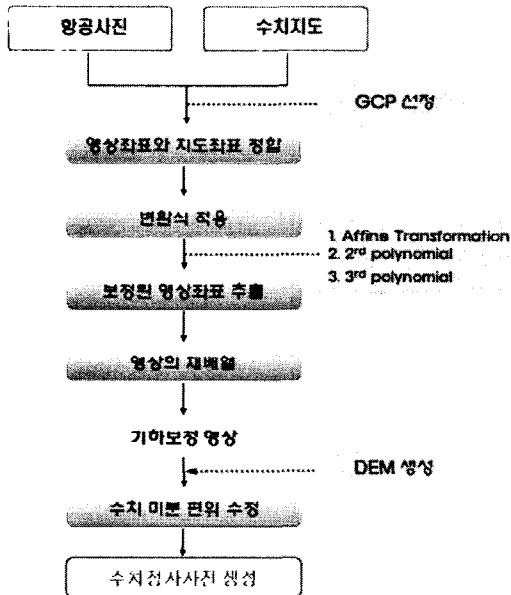 항공사진
수치지도
GCP 선정
영상좌표와 지도좌표 정합
변환식 적용
1. Affine Transformation
2. 2rd polynomial
3. 3rd polynomial
보정된 영상좌표 추출
영상의 재배열
기하보정 영상
DEM 생성
수치 미분 편위 수정
수치정사사진 생성